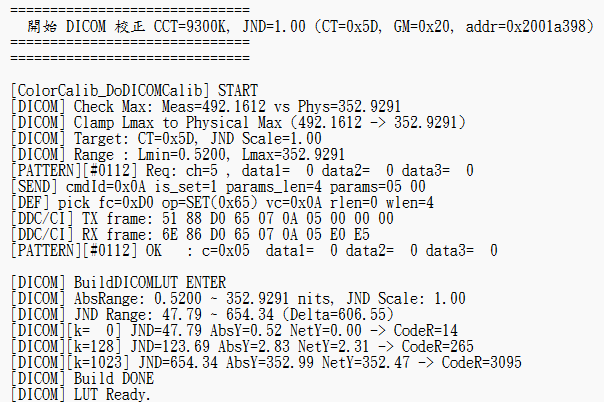 ==============================
開始 DICOM 校正 CCT=9300K, JND=1.00 (CT=0x5D, GM=0x20, addr=0x2001a398)
==============================
==============================

[ColorCalib_DoDICOMCalib] START
[DICOM] Check Max: Meas=492.1612 vs Phys=352.9291
[DICOM] Clamp Lmax to Physical Max (492.1612 -> 352.9291)
[DICOM] Target: CT=0x5D, JND Scale=1.00
[DICOM] Range : Lmin=0.5200, Lmax=352.9291
[PATTERN][#0112] Req: ch=5 , data1=  0 data2=  0 data3=  0
[SEND] cmdId=0x0A is_set=1 params_len=4 params=05 00
[DEF] pick fc=0xD0 op=SET(0x65) vc=0x0A rlen=0 wlen=4
[DDC/CI] TX frame: 51 88 D0 65 07 0A 05 00 00 00
[DDC/CI] RX frame: 6E 86 D0 65 07 0A 05 E0 E5
[PATTERN][#0112] OK   : c=0x05  data1=  0 data2=  0 data3=  0

[DICOM] BuildDICOMLUT ENTER
[DICOM] AbsRange: 0.5200 ~ 352.9291 nits, JND Scale: 1.00
[DICOM] JND Range: 47.79 ~ 654.34 (Delta=606.55)
[DICOM][k=  0] JND=47.79 AbsY=0.52 NetY=0.00 -> CodeR=14
[DICOM][k=128] JND=123.69 AbsY=2.83 NetY=2.31 -> CodeR=265
[DICOM][k=1023] JND=654.34 AbsY=352.99 NetY=352.47 -> CodeR=3095
[DICOM] Build DONE
[DICOM] LUT Ready.